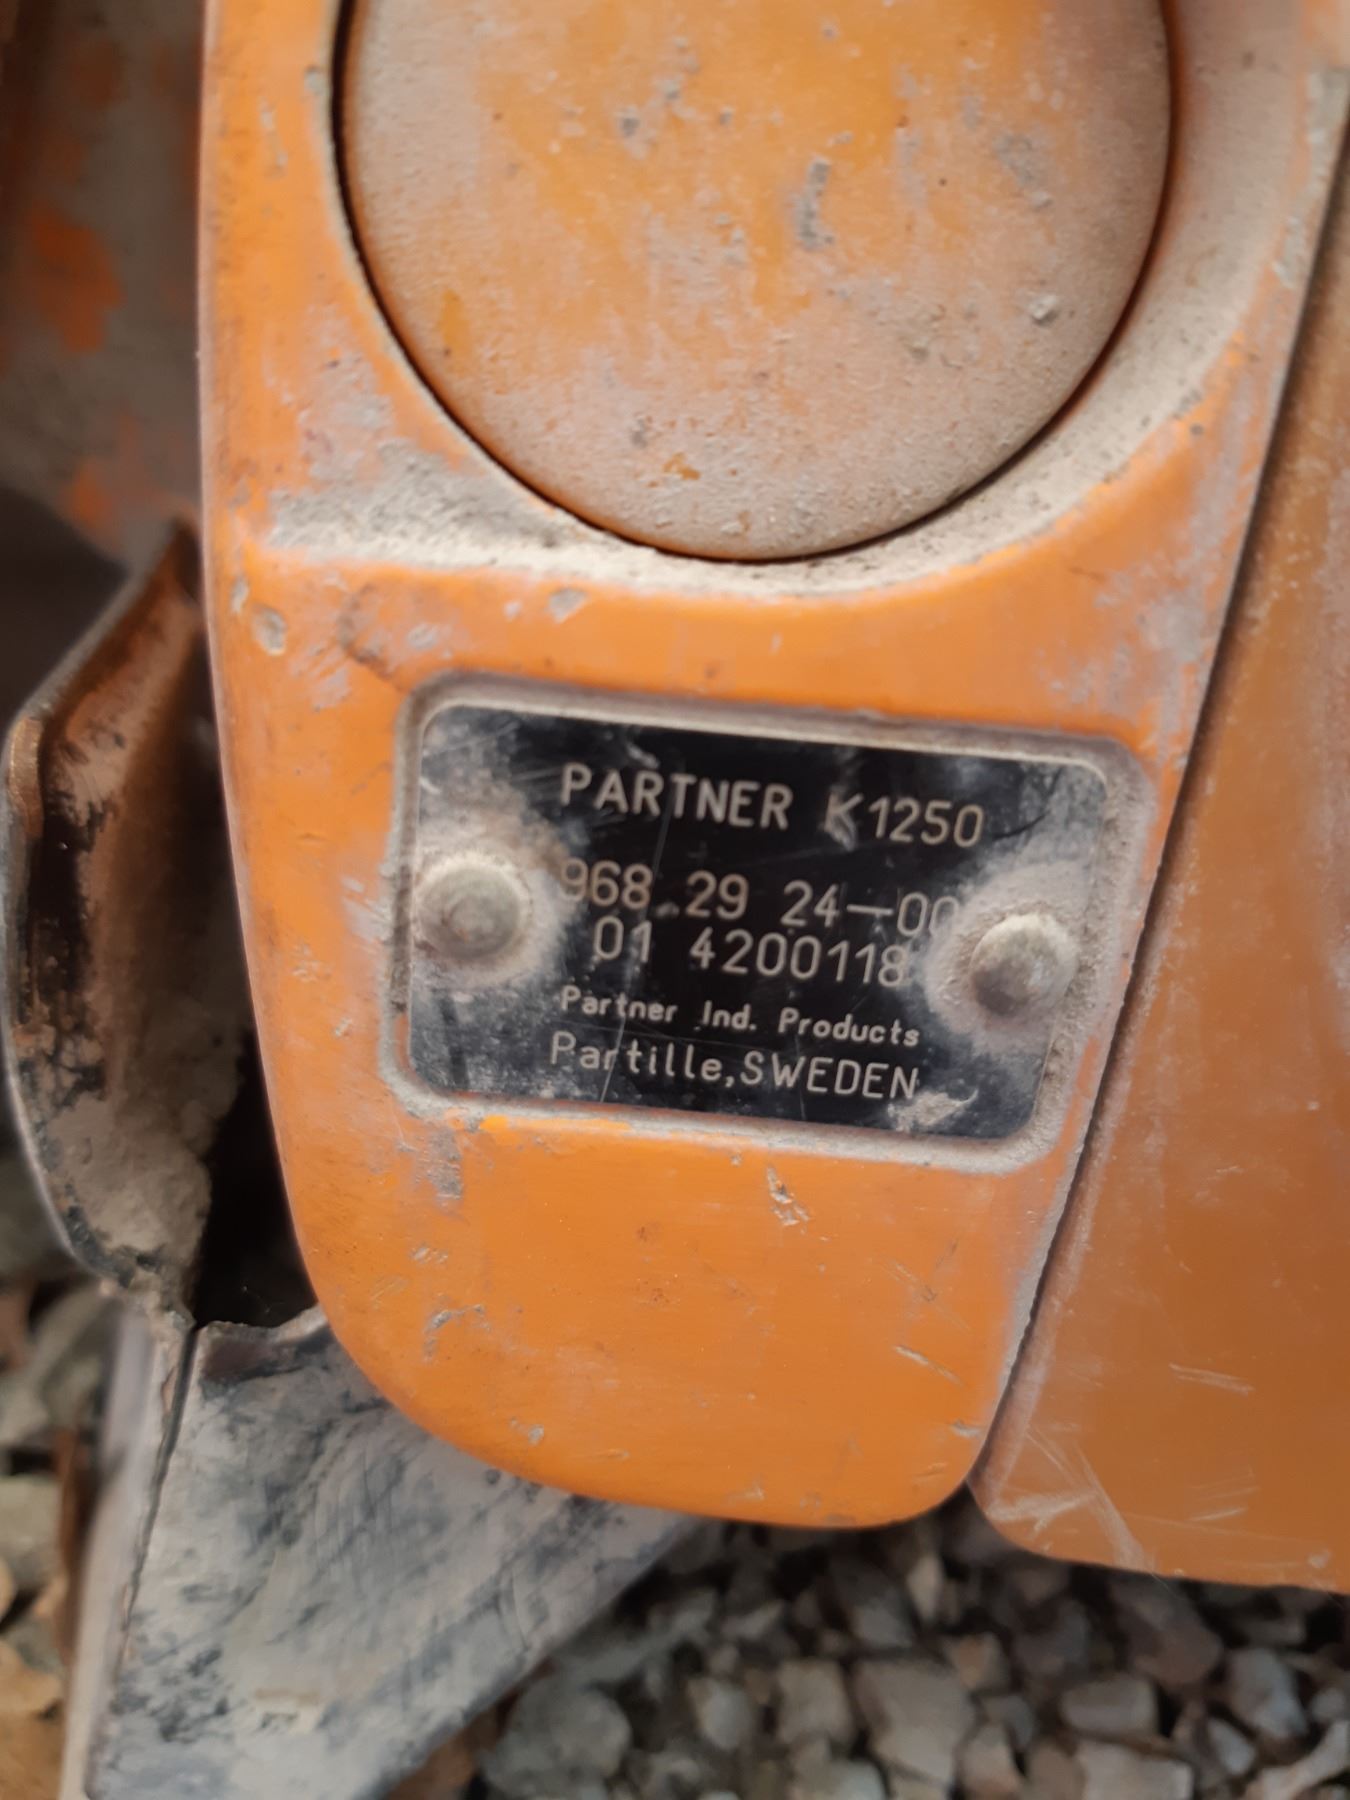 PARTNER K1250
968 29 24-00
01 4200118
Partner Ind. Products
Partille, SWEDEN